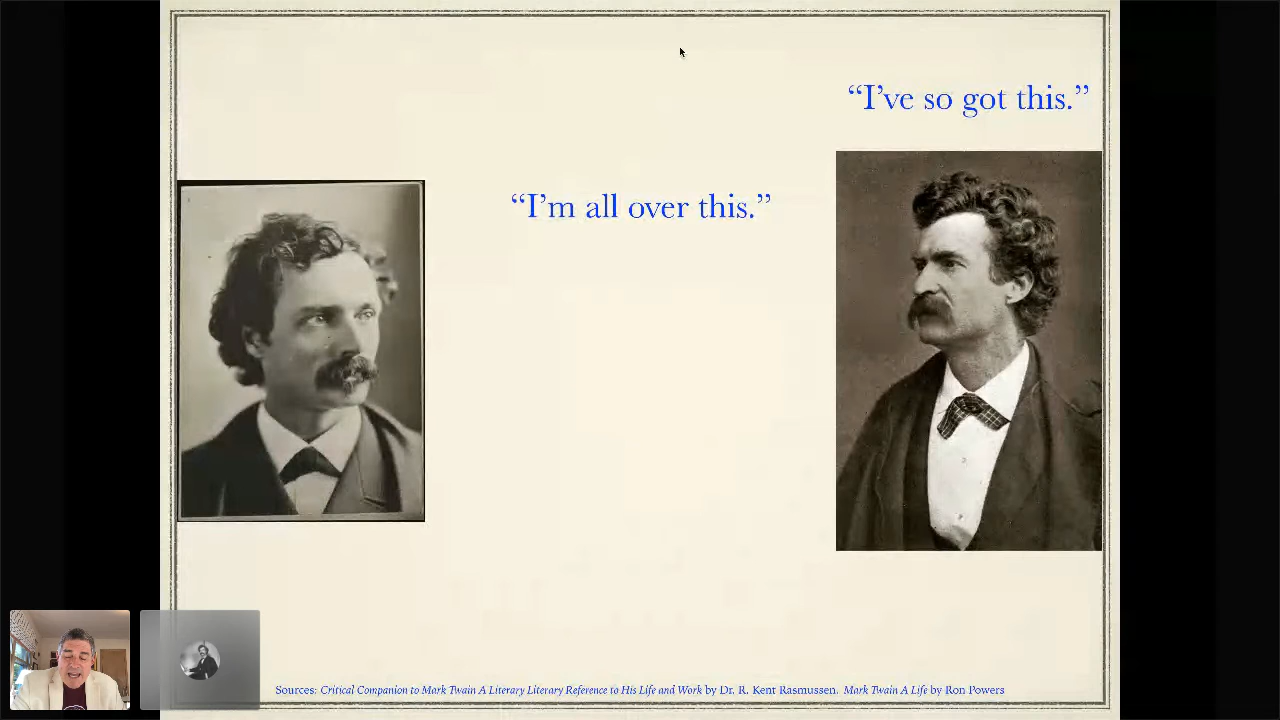 “I’ve so got this.”
“I’m all over this.”
Sources: Critical Companion to Mark Twain A Literary Literary Reference to His Life and Work by Dr. R. Kent Rasmussen. Mark Twain A Life by Ron Powers